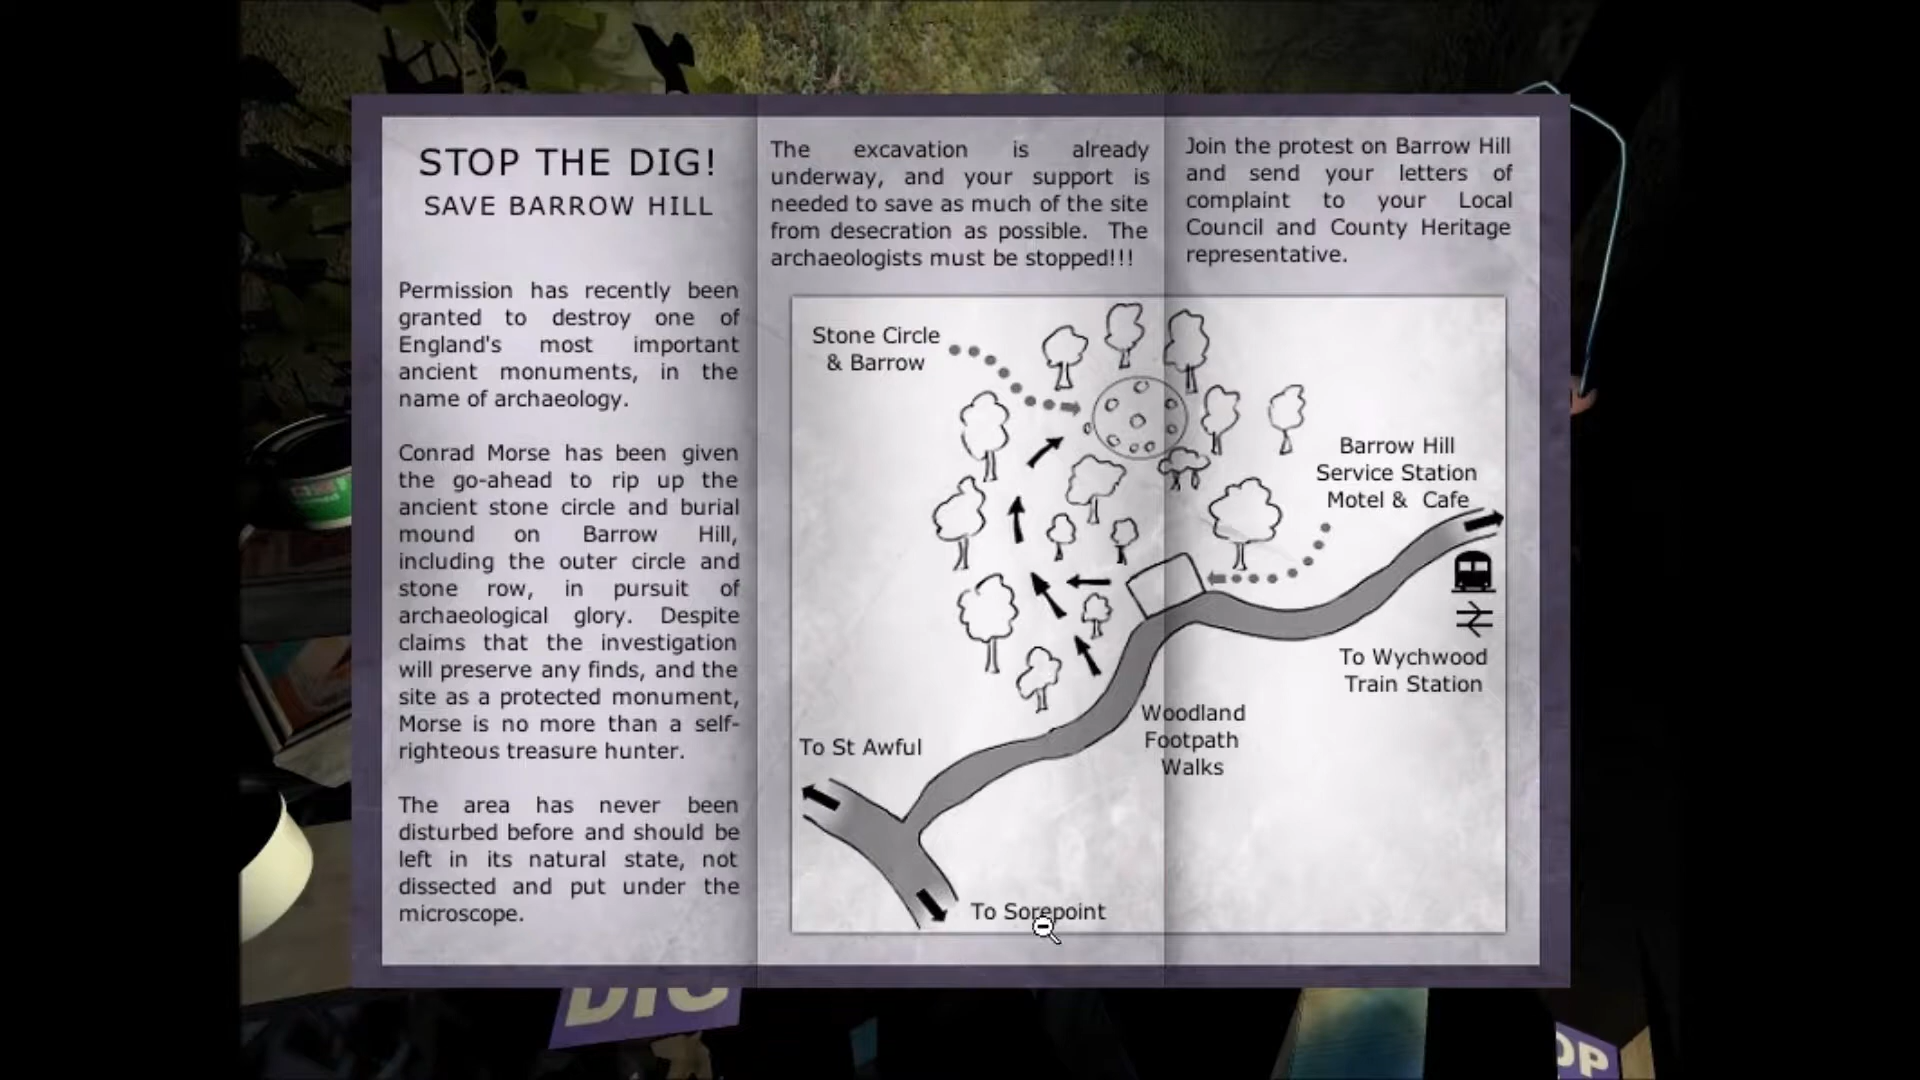 STOP THE DIG!
SAVE BARROW HILL
Permission has recently been
granted to destroy one of
England's most important
ancient monuments, in the
name of archaeology.
Conrad Morse has been given
the go-ahead to rip up the
ancient stone circle and burial
mound on Barrow Hill,
including the outer circle and
stone row, in pursuit of
archaeological glory. Despite
claims that the investigation
will preserve any finds, and the
site as a protected monument,
Morse is no more than a self-
righteous treasure hunter.
The area has never been
disturbed before and should be
left in its natural state, not
dissected and put under the
microscope.
The excavation is already
underway, and your support is
needed to save as much of the site
from desecration as possible. The
archaeologists must be stopped!!!
Join the protest on Barrow Hill
and send your letters of
complaint to your Local
Council and County Heritage
representative.
Stone Circle
& Barrow
Barrow Hill
Service Station
Motel & Cafe
To Wychwood
Train Station
Woodland
Footpath
Walks
To St Awful
To Sorepoint
DIG
OP